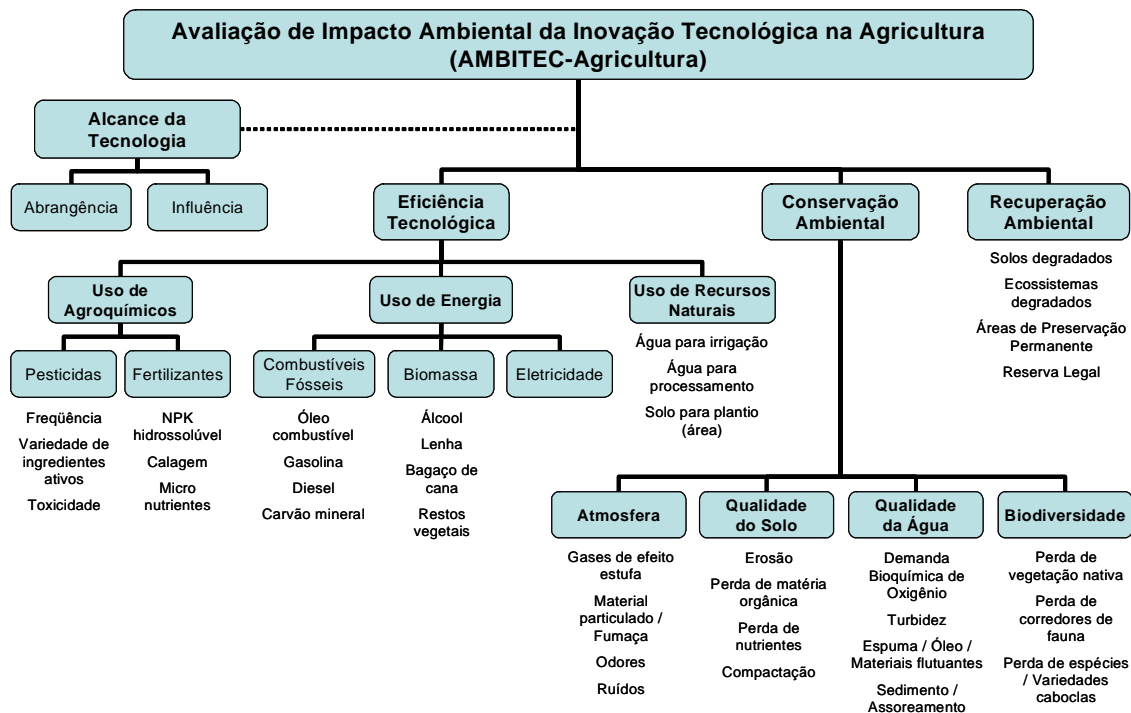 Avaliação de Impacto Ambiental da Inovação Tecnológica na Agricultura
(AMBITEC-Agricultura)
Alcance da
Tecnologia
Abrangência
Influência
Eficiência
Tecnológica
Conservação
Ambiental
Recuperação
Ambiental
Solos degradados
Ecossistemas
degradados
Áreas de Preservação
Permanente
Reserva Legal
Uso de
Agroquímicos
Uso de Energia
Uso de Recursos
Naturais
Água para irrigação
Água para
processamento
Solo para plantio
(área)
Pesticidas
Fertilizantes
Combustíveis
Fósseis
Biomassa
Eletricidade
Freqüência
Variedade de
ingredientes
ativos
Toxicidade
NPK
hidrossolúvel
Calagem
Micro
nutrientes
Óleo
combustível
Gasolina
Diesel
Carvão mineral
Álcool
Lenha
Bagaço de
cana
Restos
vegetais
Atmosfera
Qualidade
do Solo
Qualidade
da Água
Biodiversidade
Gases de efeito
estufa
Material
particulado /
Fumaça
Odores
Ruídos
Erosão
Perda de matéria
orgânica
Perda de
nutrientes
Compactação
Demanda
Bioquímica de
Oxigênio
Turbidez
Espuma / Óleo /
Materiais flutuantes
Sedimento /
Assoreamento
Perda de
vegetação nativa
Perda de
corredores de
fauna
Perda de espécies
/ Variedades
caboclas